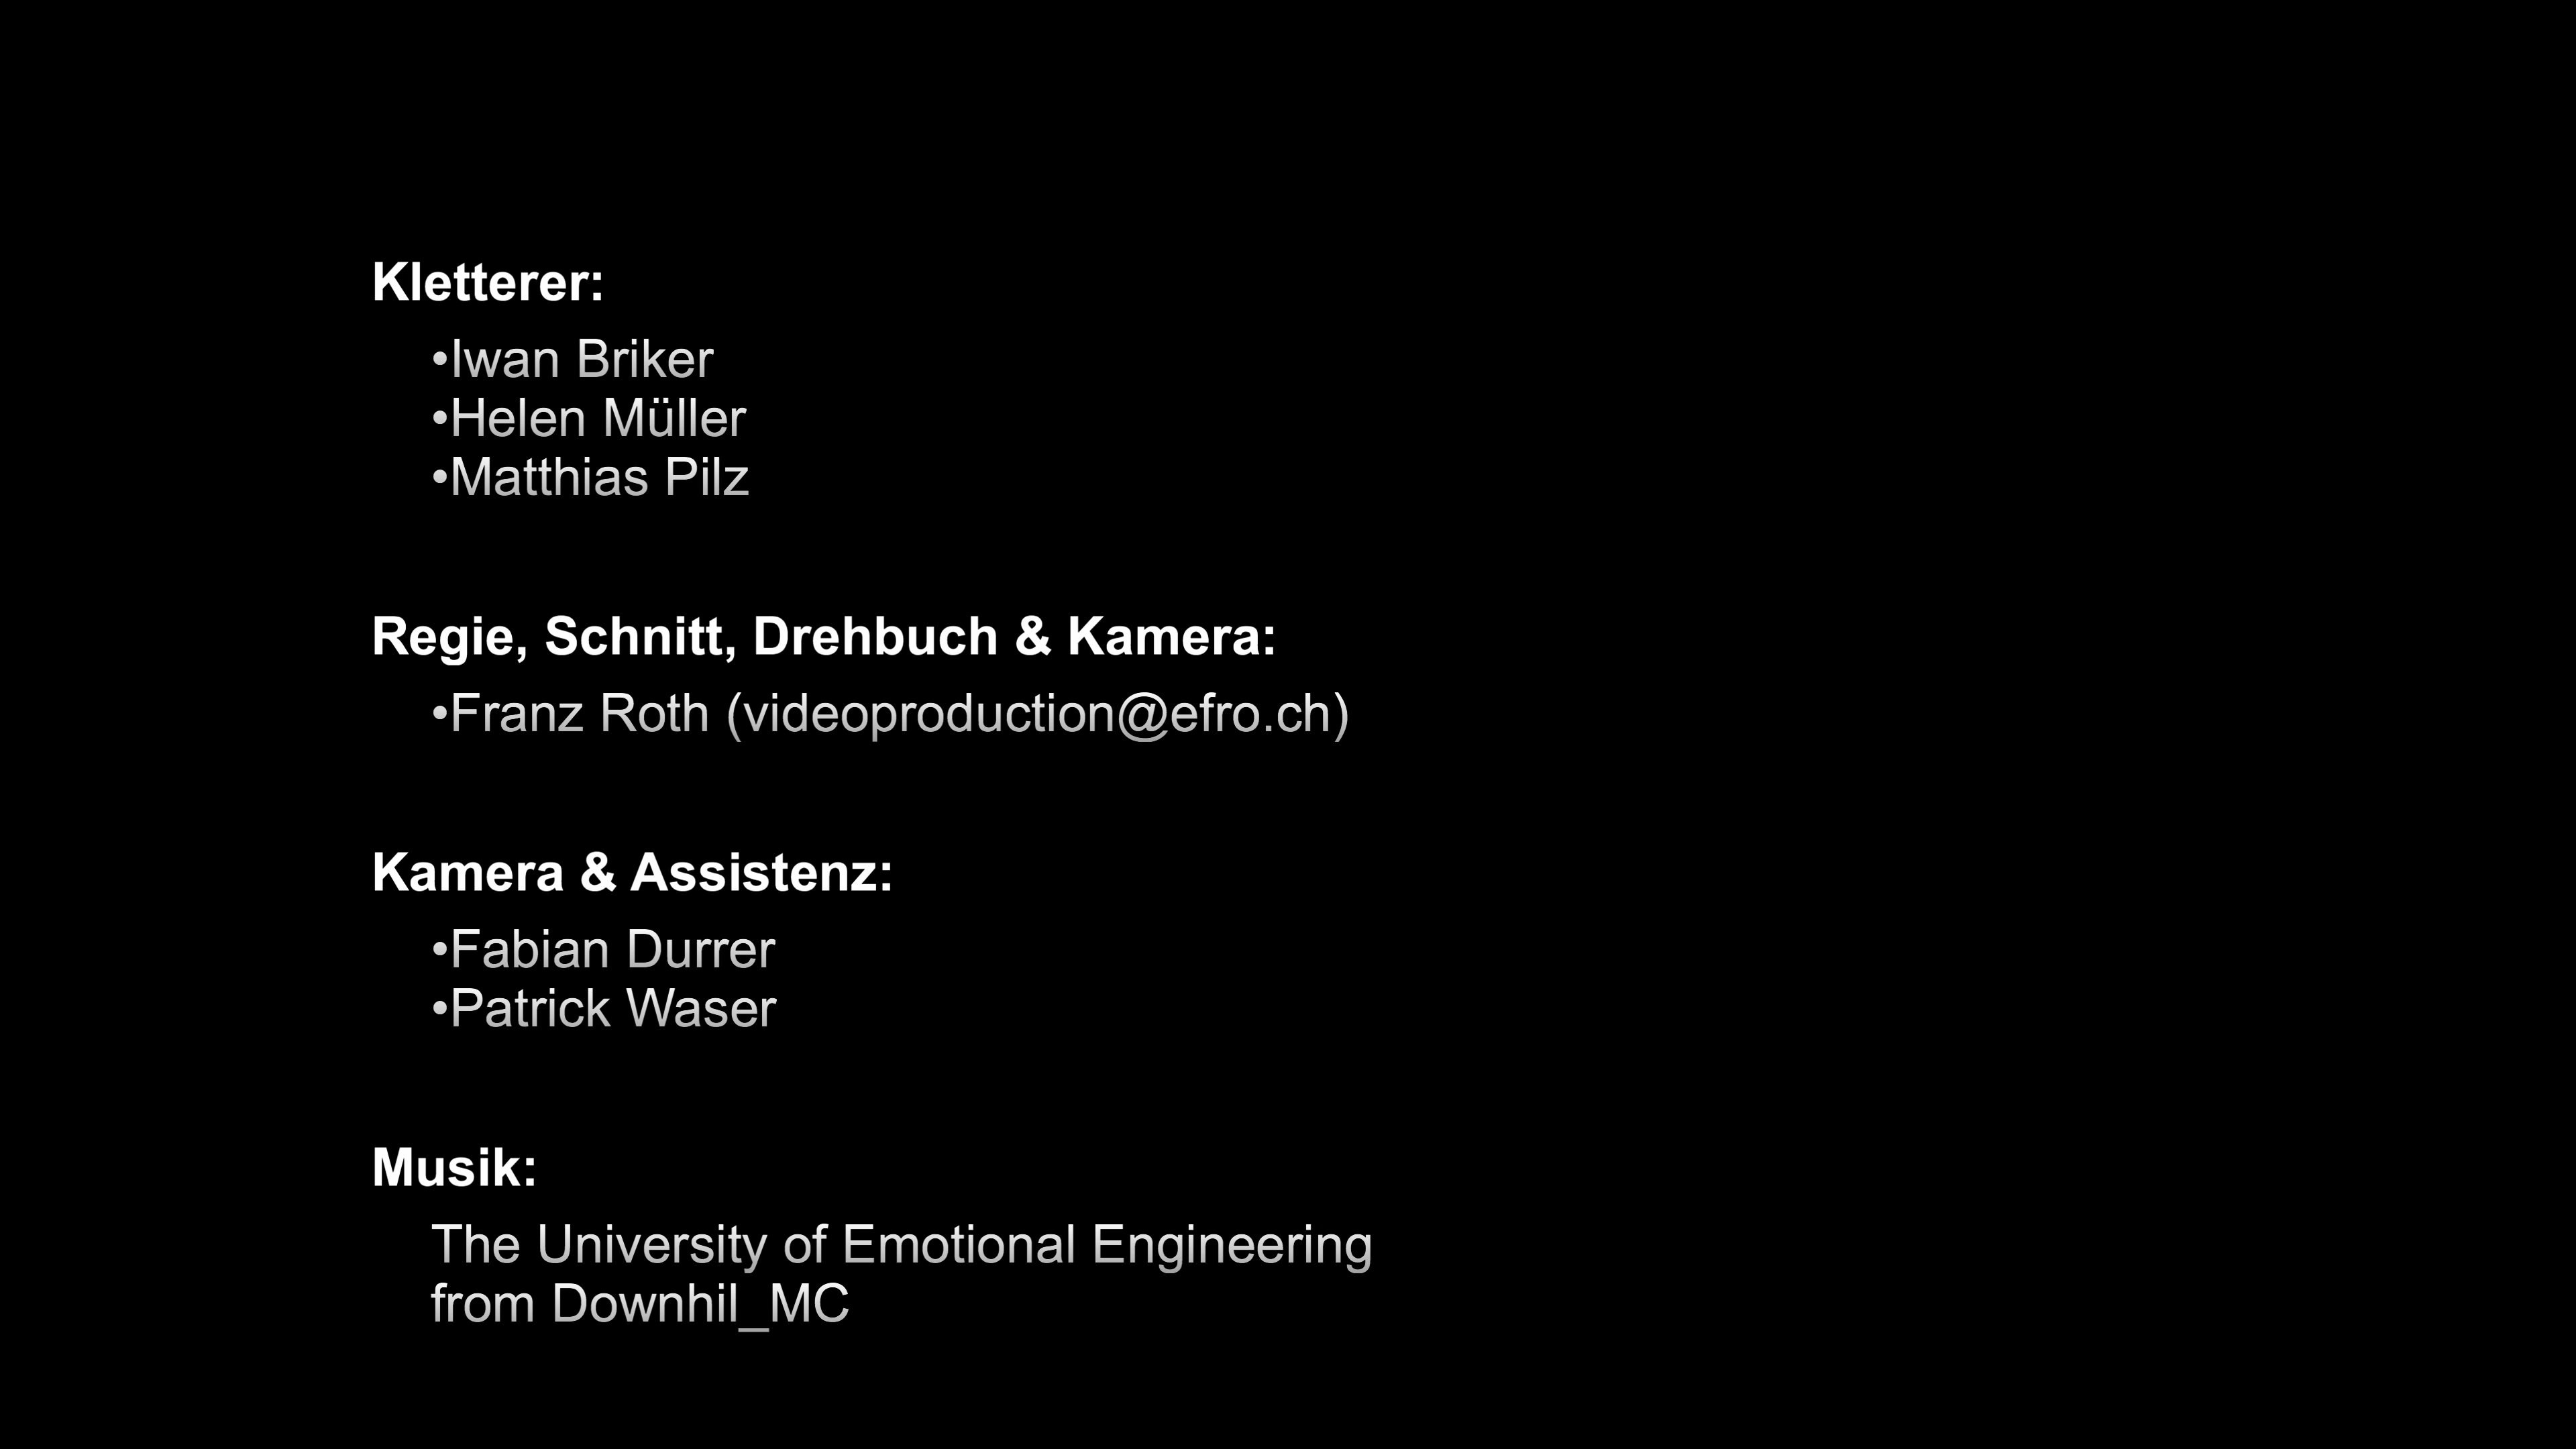 Kletterer:
•Iwan Briker
•Helen Müller
•Matthias Pilz
Regie, Schnitt, Drehbuch & Kamera:
•Franz Roth (videoproduction@efro.ch)
Kamera & Assistenz:
•Fabian Durrer
•Patrick Waser
Musik:
The University of Emotional Engineering
from Downhil_MC